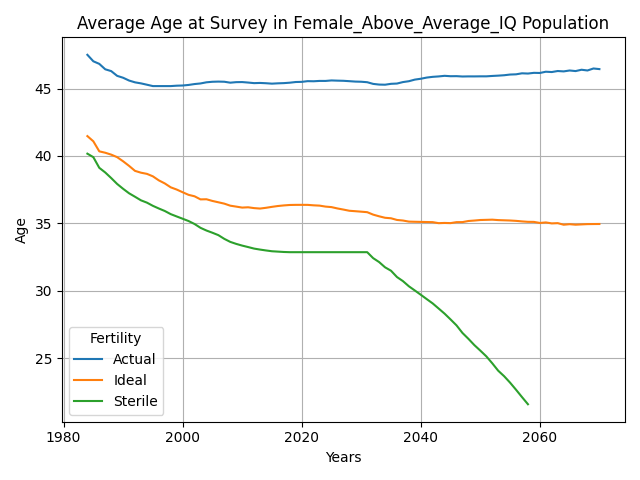 Average Age at Survey in Female_Above_Average_IQ Population
Age
45
40
35
30
25
Fertility
Actual
Ideal
Sterile
1980
2000
2020
2040
2060
Years